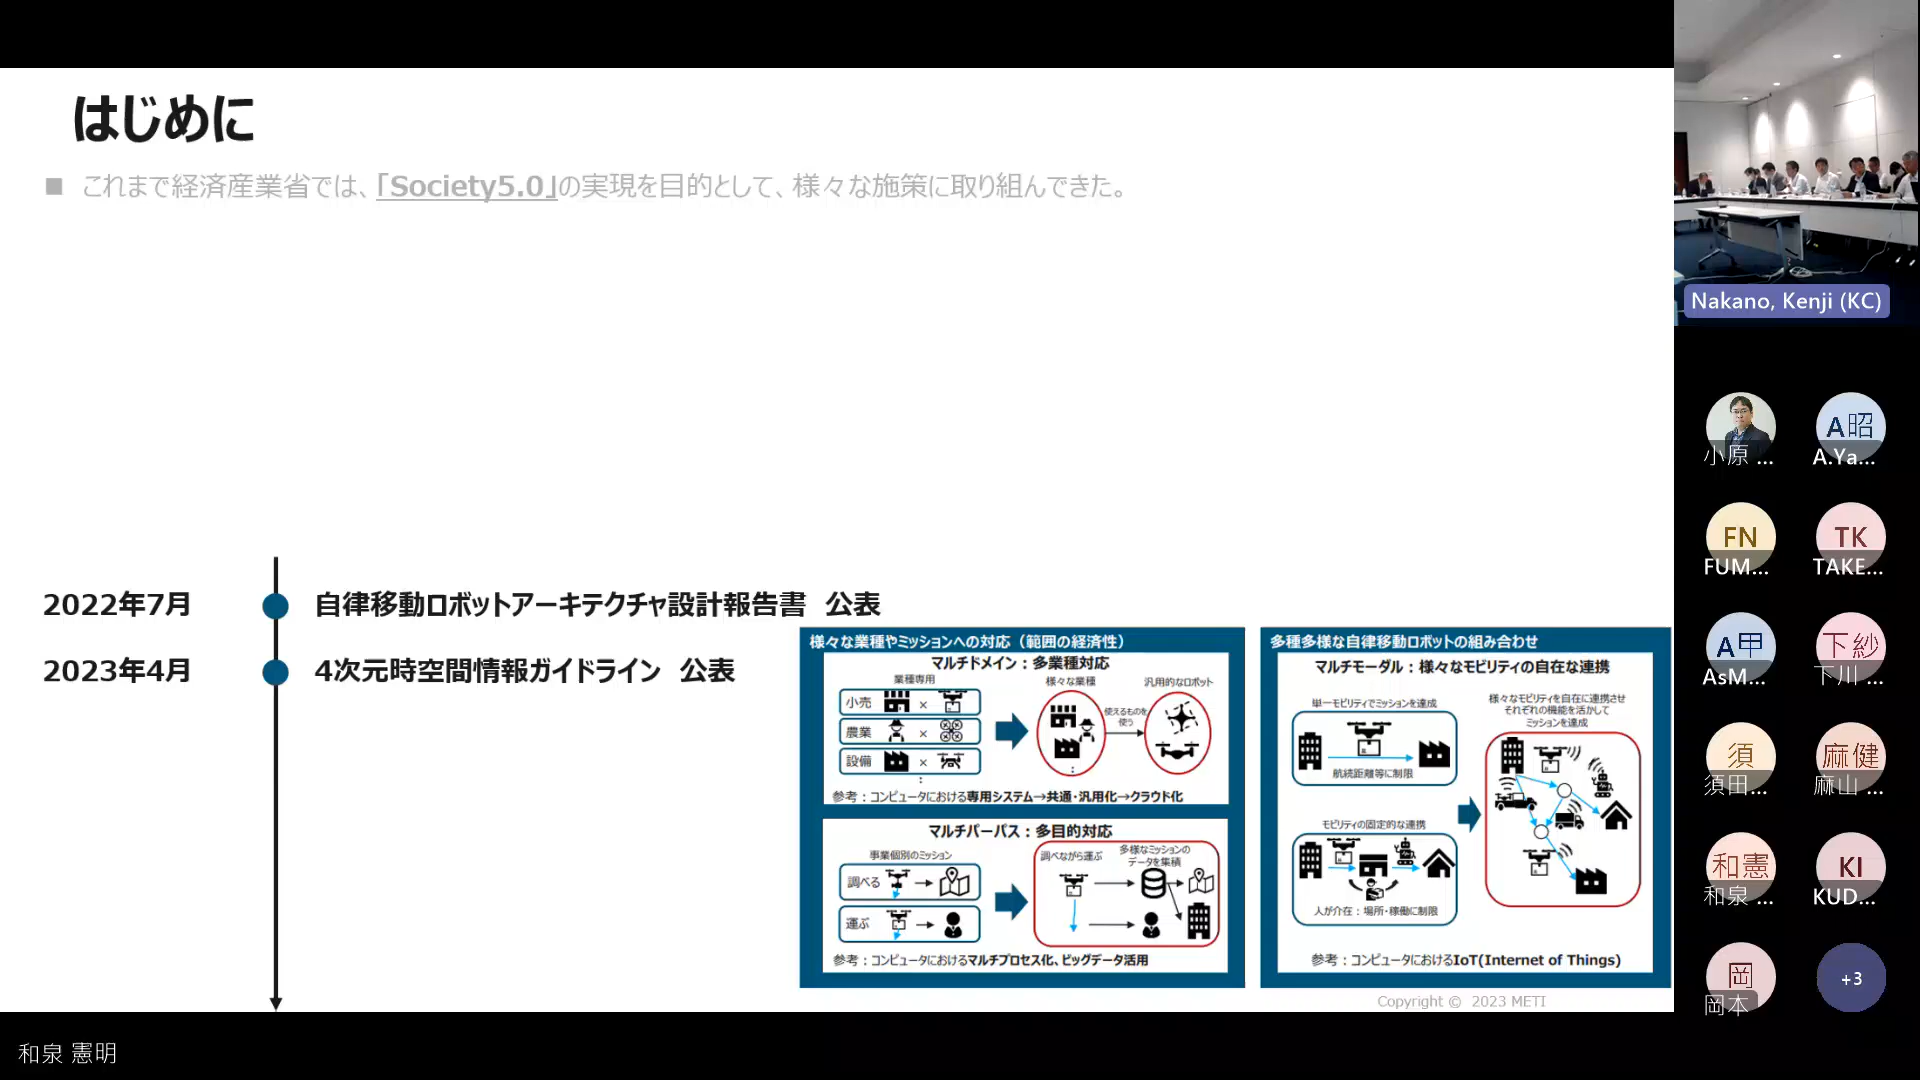 はじめに
■ これまで経済産業省では、「Society5.0」の実現を目的として、様々な施策に取り組んできた。
2022年7月 自律移動ロボットアーキテクチャ設計報告書 公表
2023年4月 4次元時空間情報ガイドライン 公表
様々な業種やミッションへの対応（範囲の経済性）
マルチドメイン：多業種対応
業種専用
様々な業種
汎用的なロボット
小売 ×
農業 ×
設備 ×
:
使えるものを
使う
:
参考：コンピュータにおける専用システム→共通・汎用化→クラウド化
マルチパーパス：多目的対応
事業個別のミッション
調べる
運ぶ
調べながら運ぶ
多様なミッションの
データを集積
参考：コンピュータにおけるマルチプロセス化、ビッグデータ活用
多種多様な自律移動ロボットの組み合わせ
マルチモーダル：様々なモビリティの自在な連携
単一モビリティでミッションを達成
航続距離等に制限
モビリティの固定的な連携
人が介在：場所・稼働に制限
様々なモビリティを自在に連携させ
それぞれの機能を活かして
ミッションを達成
参考：コンピュータにおけるIoT(Internet of Things)
Copyright © 2023 METI
和泉 憲明
Nakano, Kenji (KC)
小原 ...
A昭
A.Ya...
FN
FUM...
TK
TAKE...
A甲
AsM...
下紗
下川 ...
須
須田...
麻健
麻山 ...
和憲
和泉 ...
KI
KUD...
岡
岡本
+3